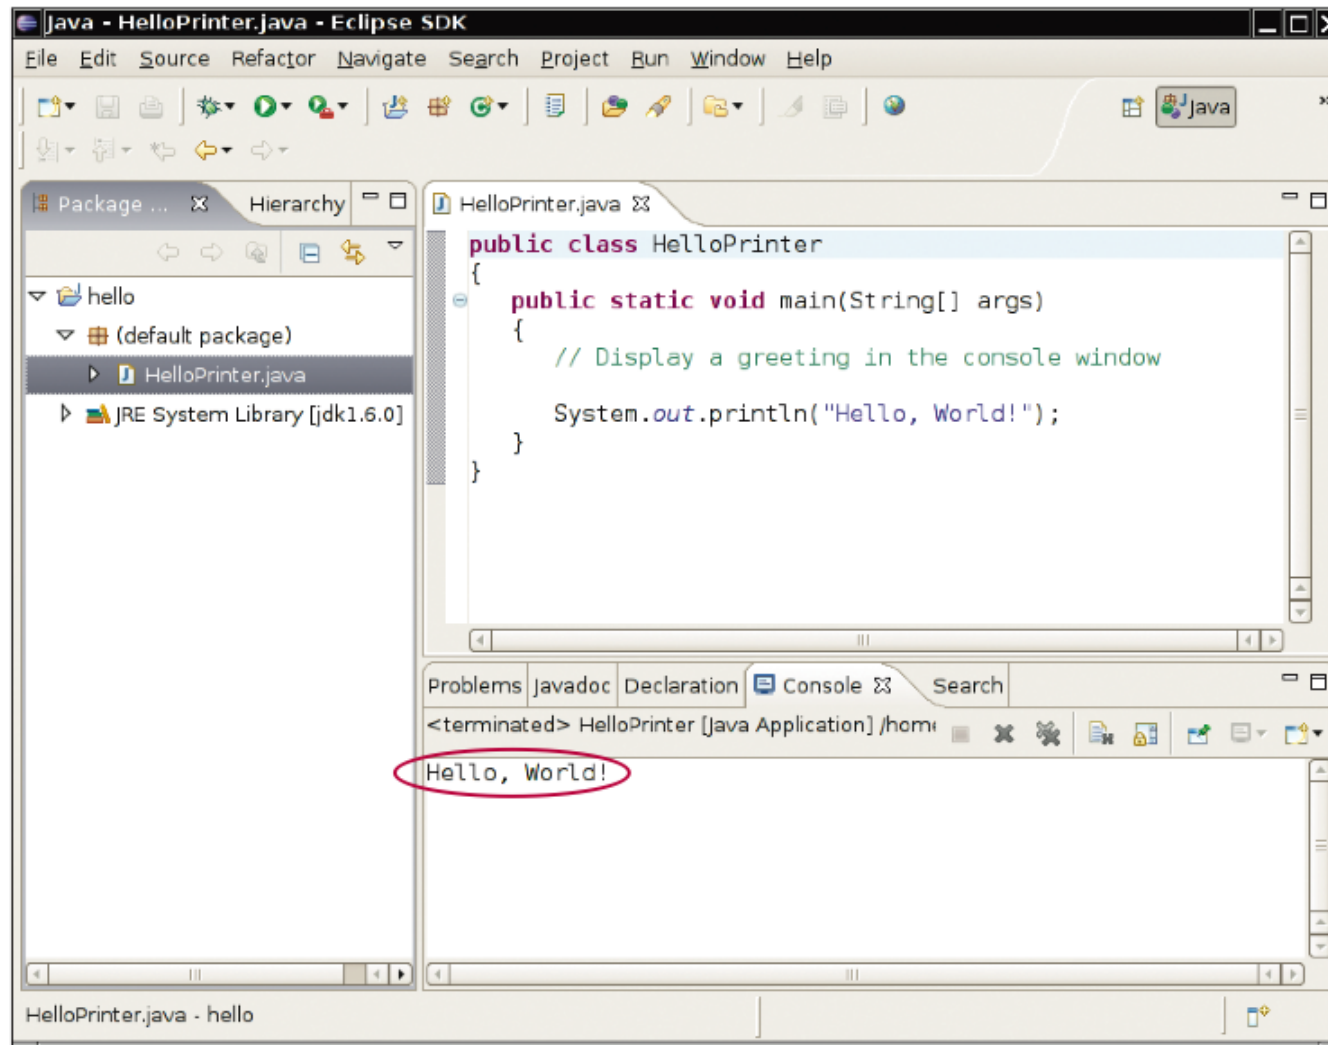 Java - HelloPrinter.java - Eclipse SDK
File Edit Source Refactor Navigate Search Project Run Window Help
Java
Package ... Hierarchy
hello
(default package)
HelloPrinter.java
JRE System Library [jdk1.6.0]
HelloPrinter.java
public class HelloPrinter
{
public static void main(String[] args)
{
// Display a greeting in the console window
System.out.println("Hello, World!");
}
}
Problems Javadoc Declaration Console Search
<terminated> HelloPrinter [Java Application] /home
Hello, World!
HelloPrinter.java - hello